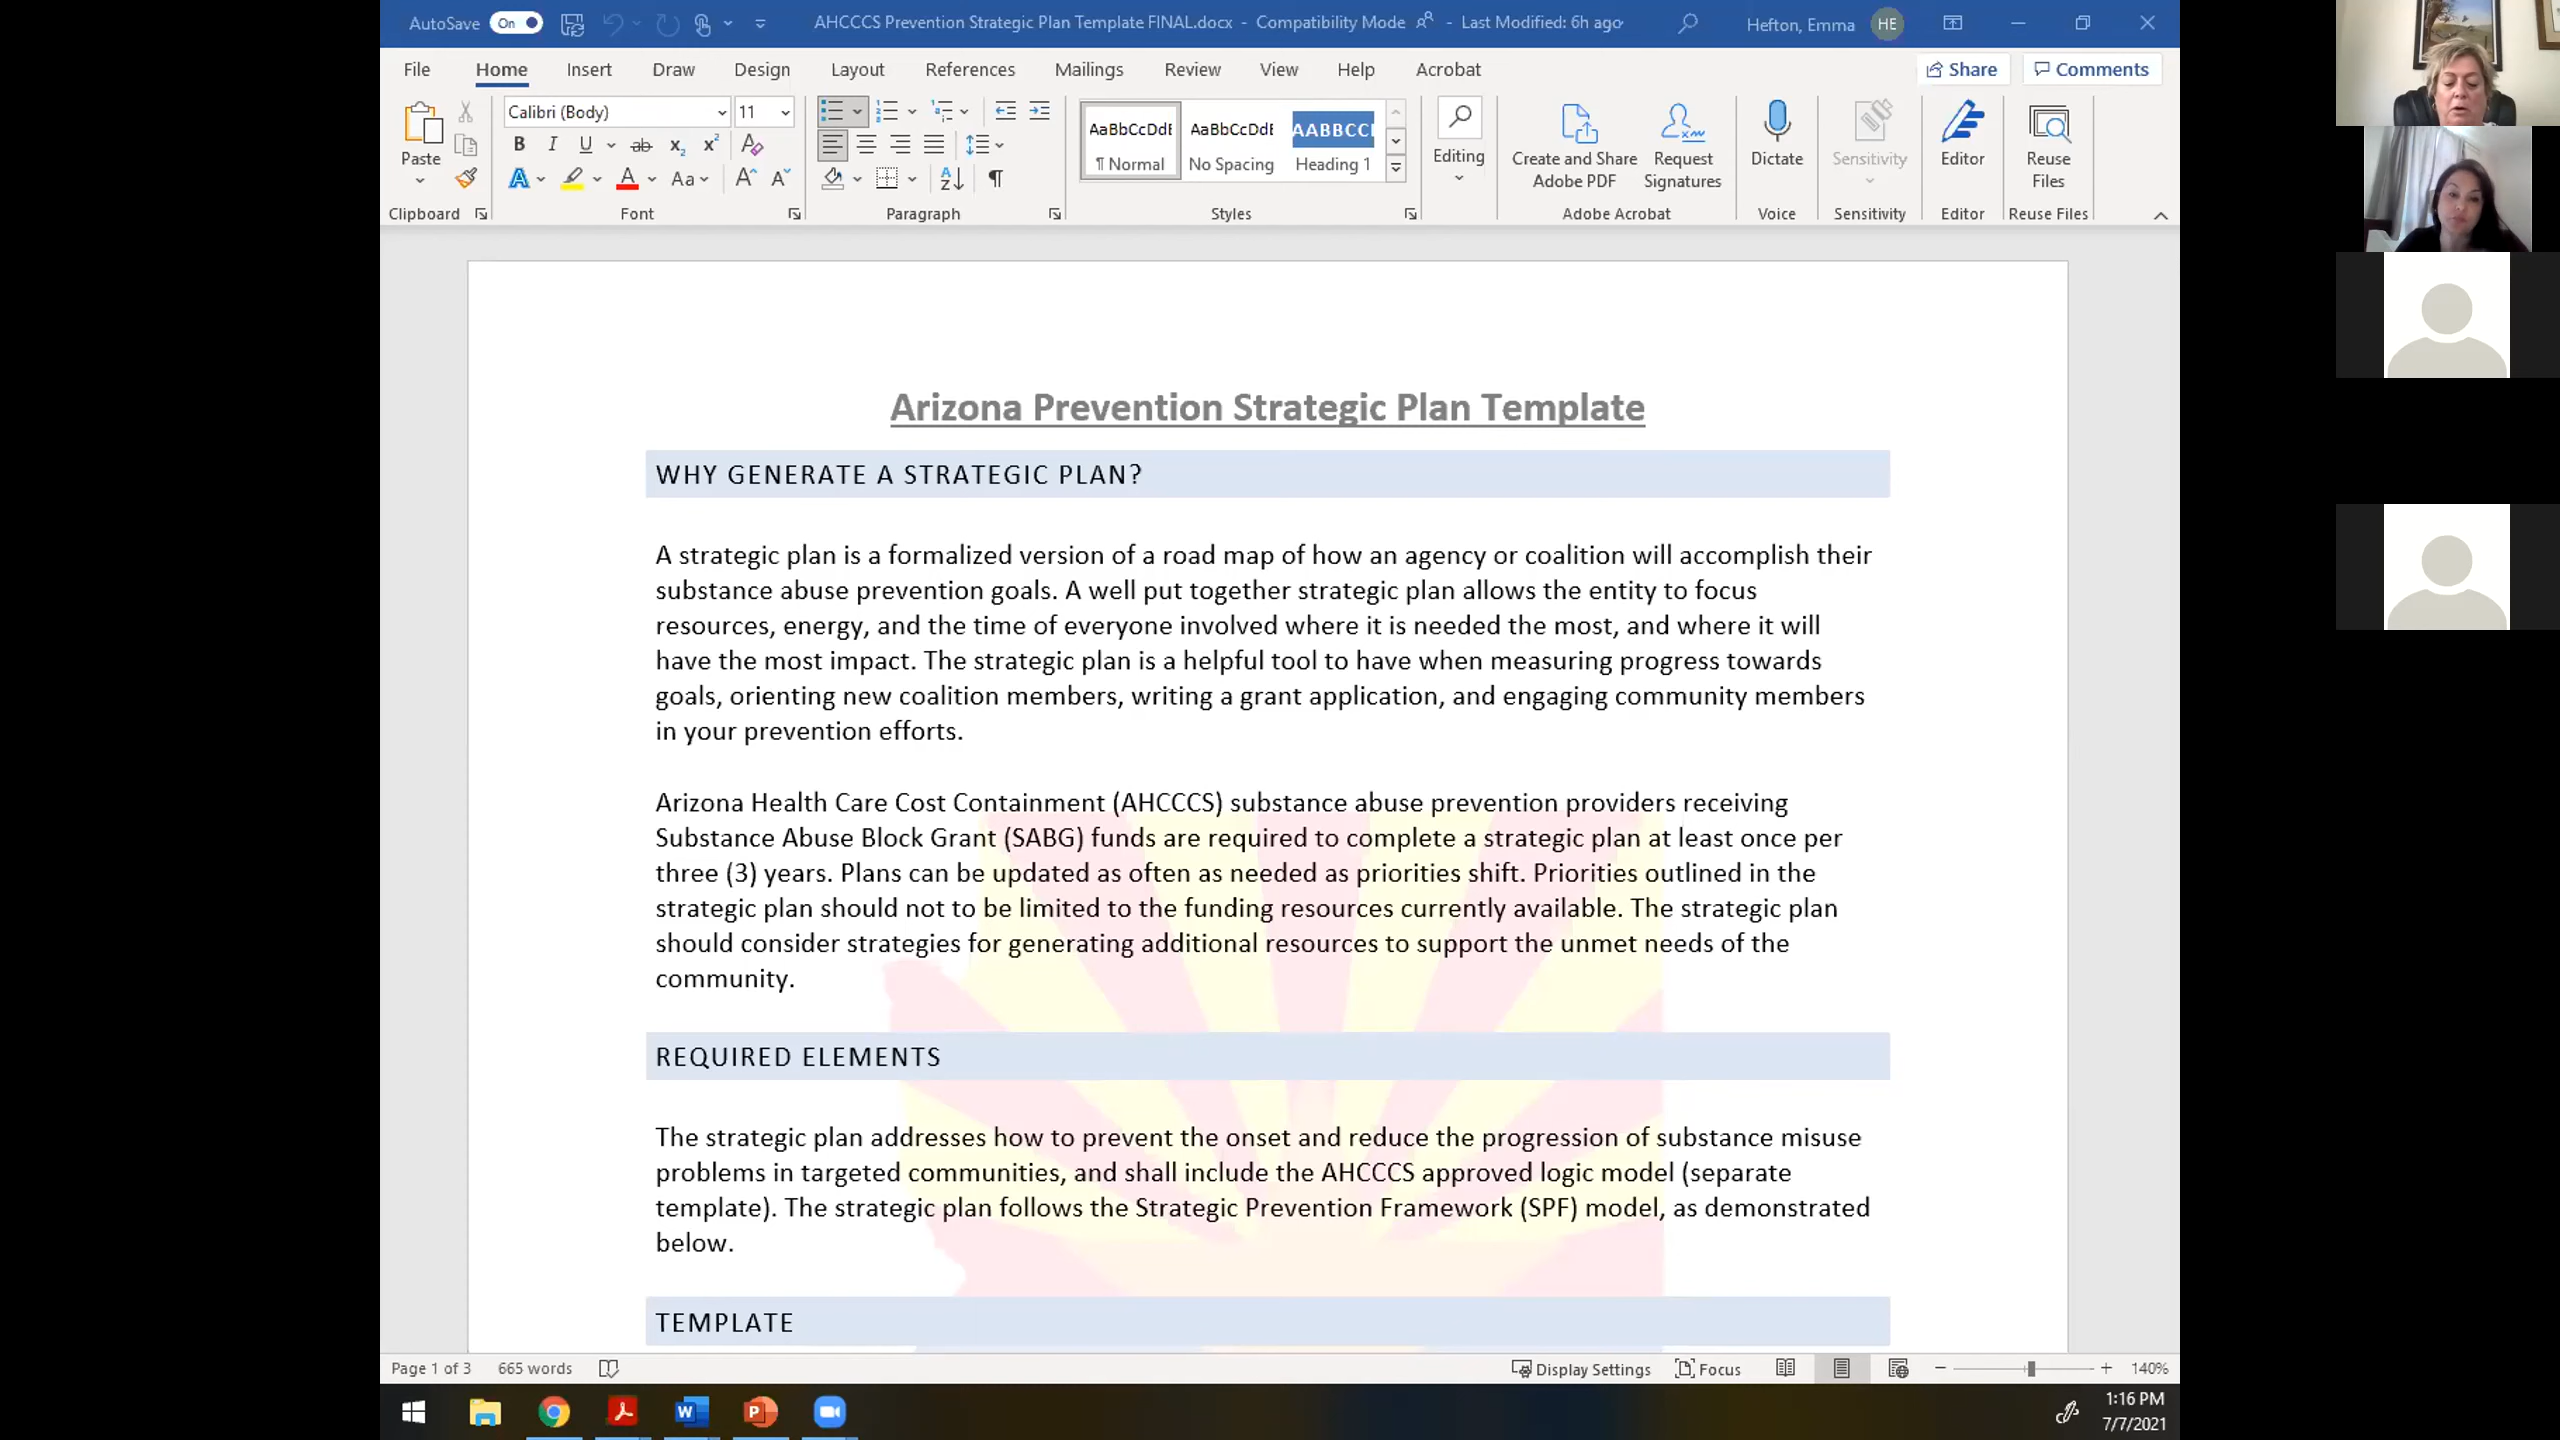 AutoSave On AHCCCS Prevention Strategic Plan Template FINAL.docx - Compatibility Mode - Last Modified: 6h ago Hefton, Emma HE
File Home Insert Draw Design Layout References Mailings Review View Help Acrobat Share Comments
Paste
Clipboard
Calibri (Body) 11
B I U ab x₂ x² A
A A Aa A A
Font
Paragraph
AaBbCcDdE AaBbCcDdE AABBCCI
¶ Normal No Spacing Heading 1
Styles
Editing
Create and Share Adobe PDF
Request Signatures
Adobe Acrobat
Dictate
Voice
Sensitivity
Sensitivity
Editor
Editor
Reuse Files
Reuse Files
Arizona Prevention Strategic Plan Template
WHY GENERATE A STRATEGIC PLAN?
A strategic plan is a formalized version of a road map of how an agency or coalition will accomplish their
substance abuse prevention goals. A well put together strategic plan allows the entity to focus
resources, energy, and the time of everyone involved where it is needed the most, and where it will
have the most impact. The strategic plan is a helpful tool to have when measuring progress towards
goals, orienting new coalition members, writing a grant application, and engaging community members
in your prevention efforts.
Arizona Health Care Cost Containment (AHCCCS) substance abuse prevention providers receiving
Substance Abuse Block Grant (SABG) funds are required to complete a strategic plan at least once per
three (3) years. Plans can be updated as often as needed as priorities shift. Priorities outlined in the
strategic plan should not to be limited to the funding resources currently available. The strategic plan
should consider strategies for generating additional resources to support the unmet needs of the
community.
REQUIRED ELEMENTS
The strategic plan addresses how to prevent the onset and reduce the progression of substance misuse
problems in targeted communities, and shall include the AHCCCS approved logic model (separate
template). The strategic plan follows the Strategic Prevention Framework (SPF) model, as demonstrated
below.
TEMPLATE
Page 1 of 3 665 words Display Settings Focus 140%
1:16 PM
7/7/2021